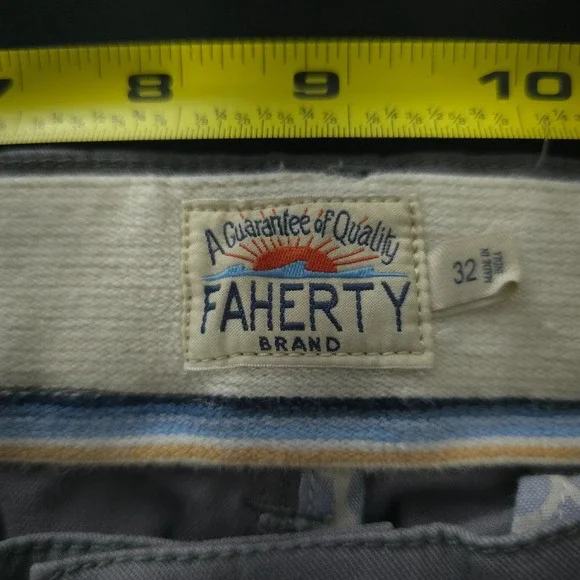 7 8 9 10
A Guarantee of Quality
FAHERTY
BRAND
32
MADE IN
INDIA